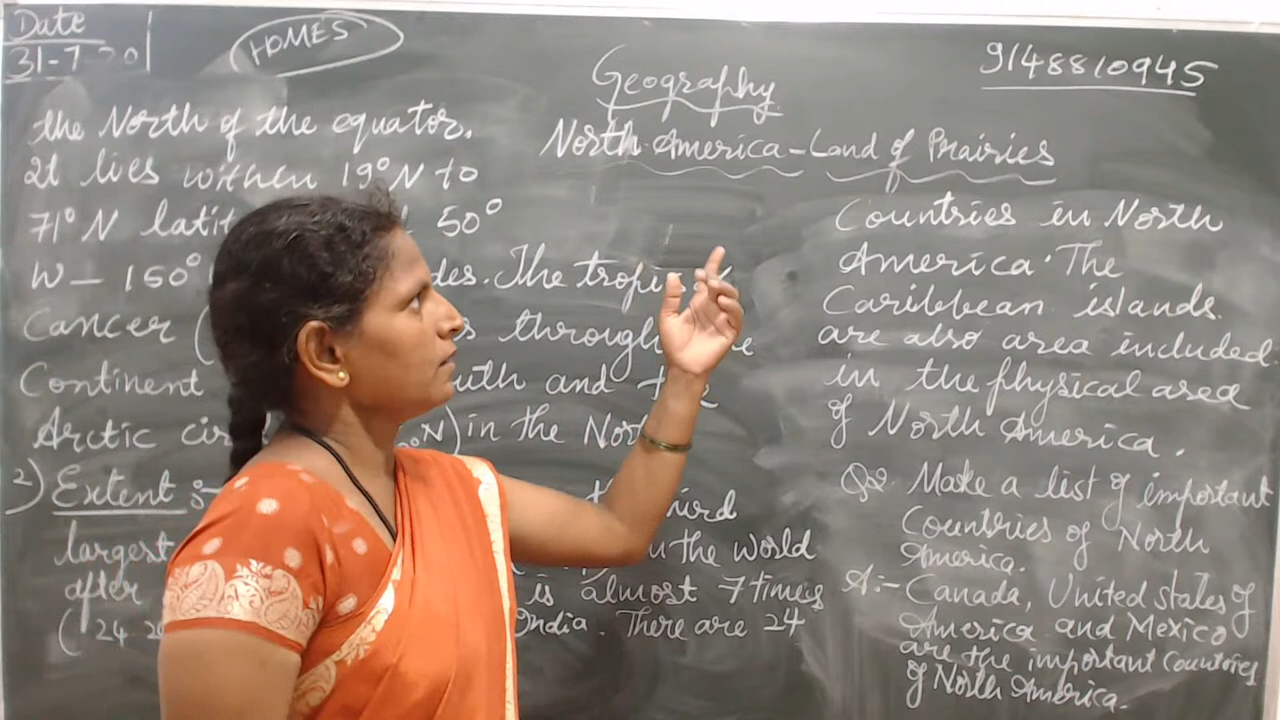 Date
31-7-20
HOMES
Geography
9148810945
North America - Land of Prairies
the North of the equator.
It lies within 19°N to
71° N lati 50°
W - 150° des. The tropic
Cancer ( s through
Continent uth and the
Arctic cir N) in the Nor
2) Extent :-
largest in the World
after is almost 7 times
( 24 India. There are 24
Countries in North
America. The
Caribbean islands.
are also area included
in the physical area
of North America.
Make a list of important
Countries of North
America.
A:- Canada, United states of
America and Mexico
are the important Countries
of North America.